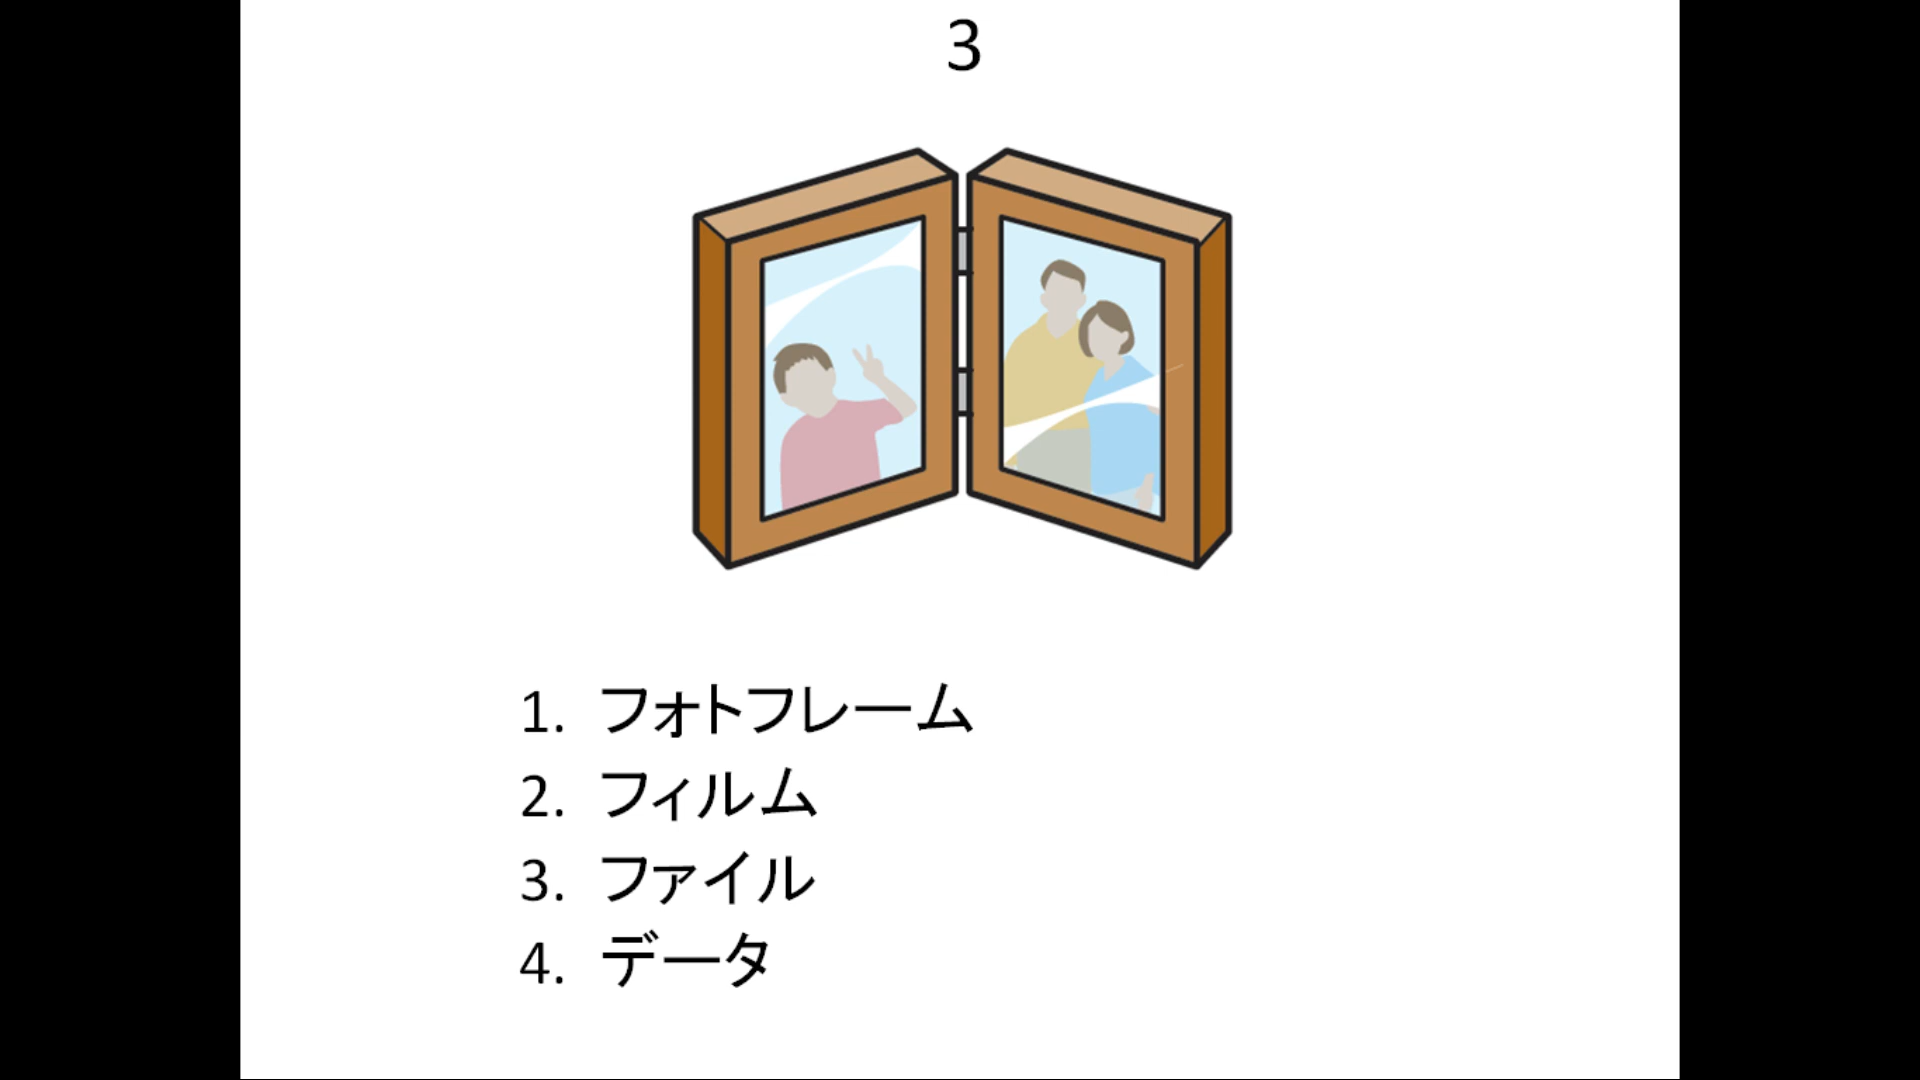 3
1. フォトフレーム
2. フィルム
3. ファイル
4. データ